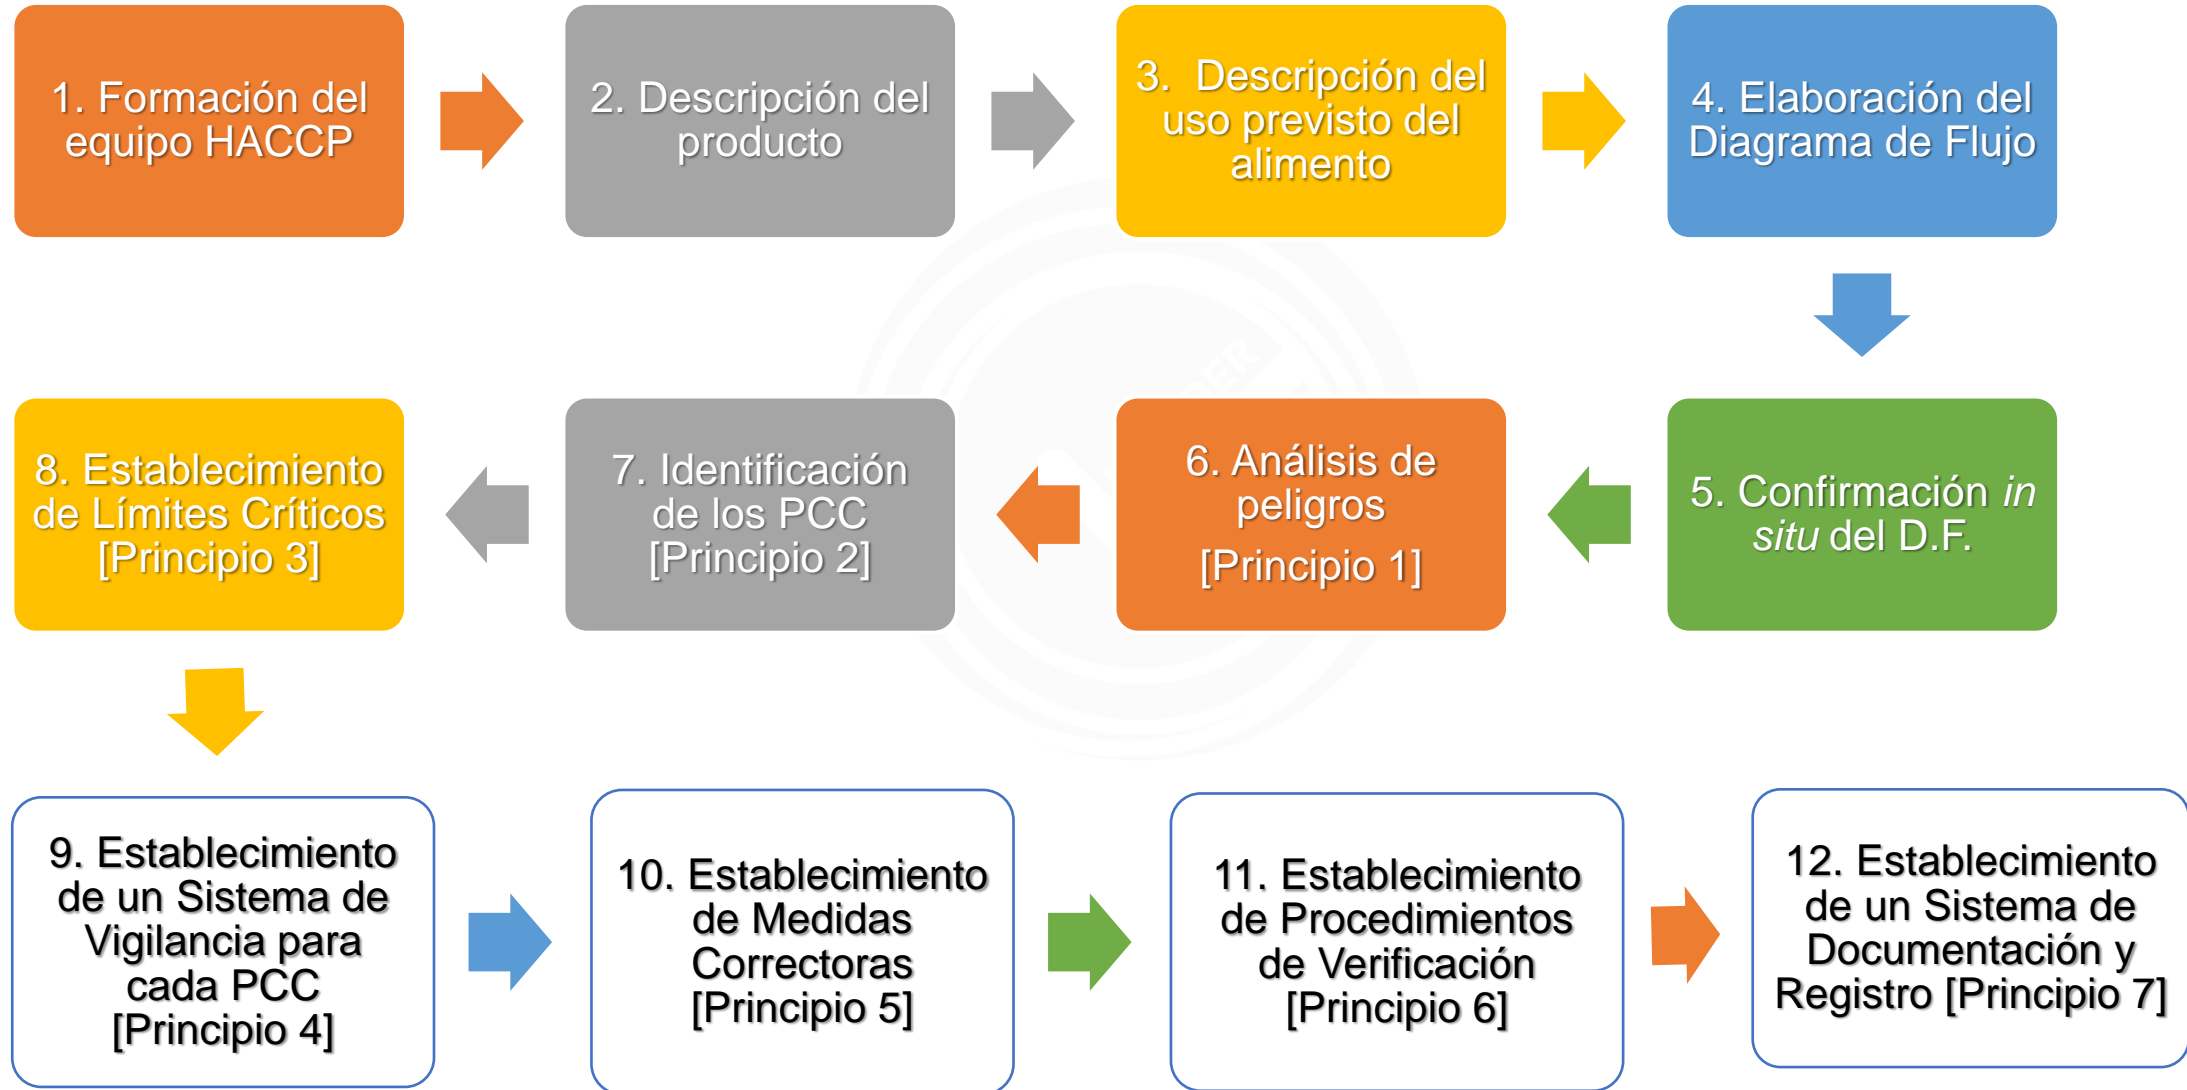 1. Formación del
equipo HACCP
2. Descripción del
producto
3. Descripción del
uso previsto del
alimento
4. Elaboración del
Diagrama de Flujo
5. Confirmación in
situ del D.F.
6. Análisis de
peligros
[Principio 1]
7. Identificación
de los PCC
[Principio 2]
8. Establecimiento
de Límites Críticos
[Principio 3]
9. Establecimiento
de un Sistema de
Vigilancia para
cada PCC
[Principio 4]
10. Establecimiento
de Medidas
Correctoras
[Principio 5]
11. Establecimiento
de Procedimientos
de Verificación
[Principio 6]
12. Establecimiento
de un Sistema de
Documentación y
Registro [Principio 7]